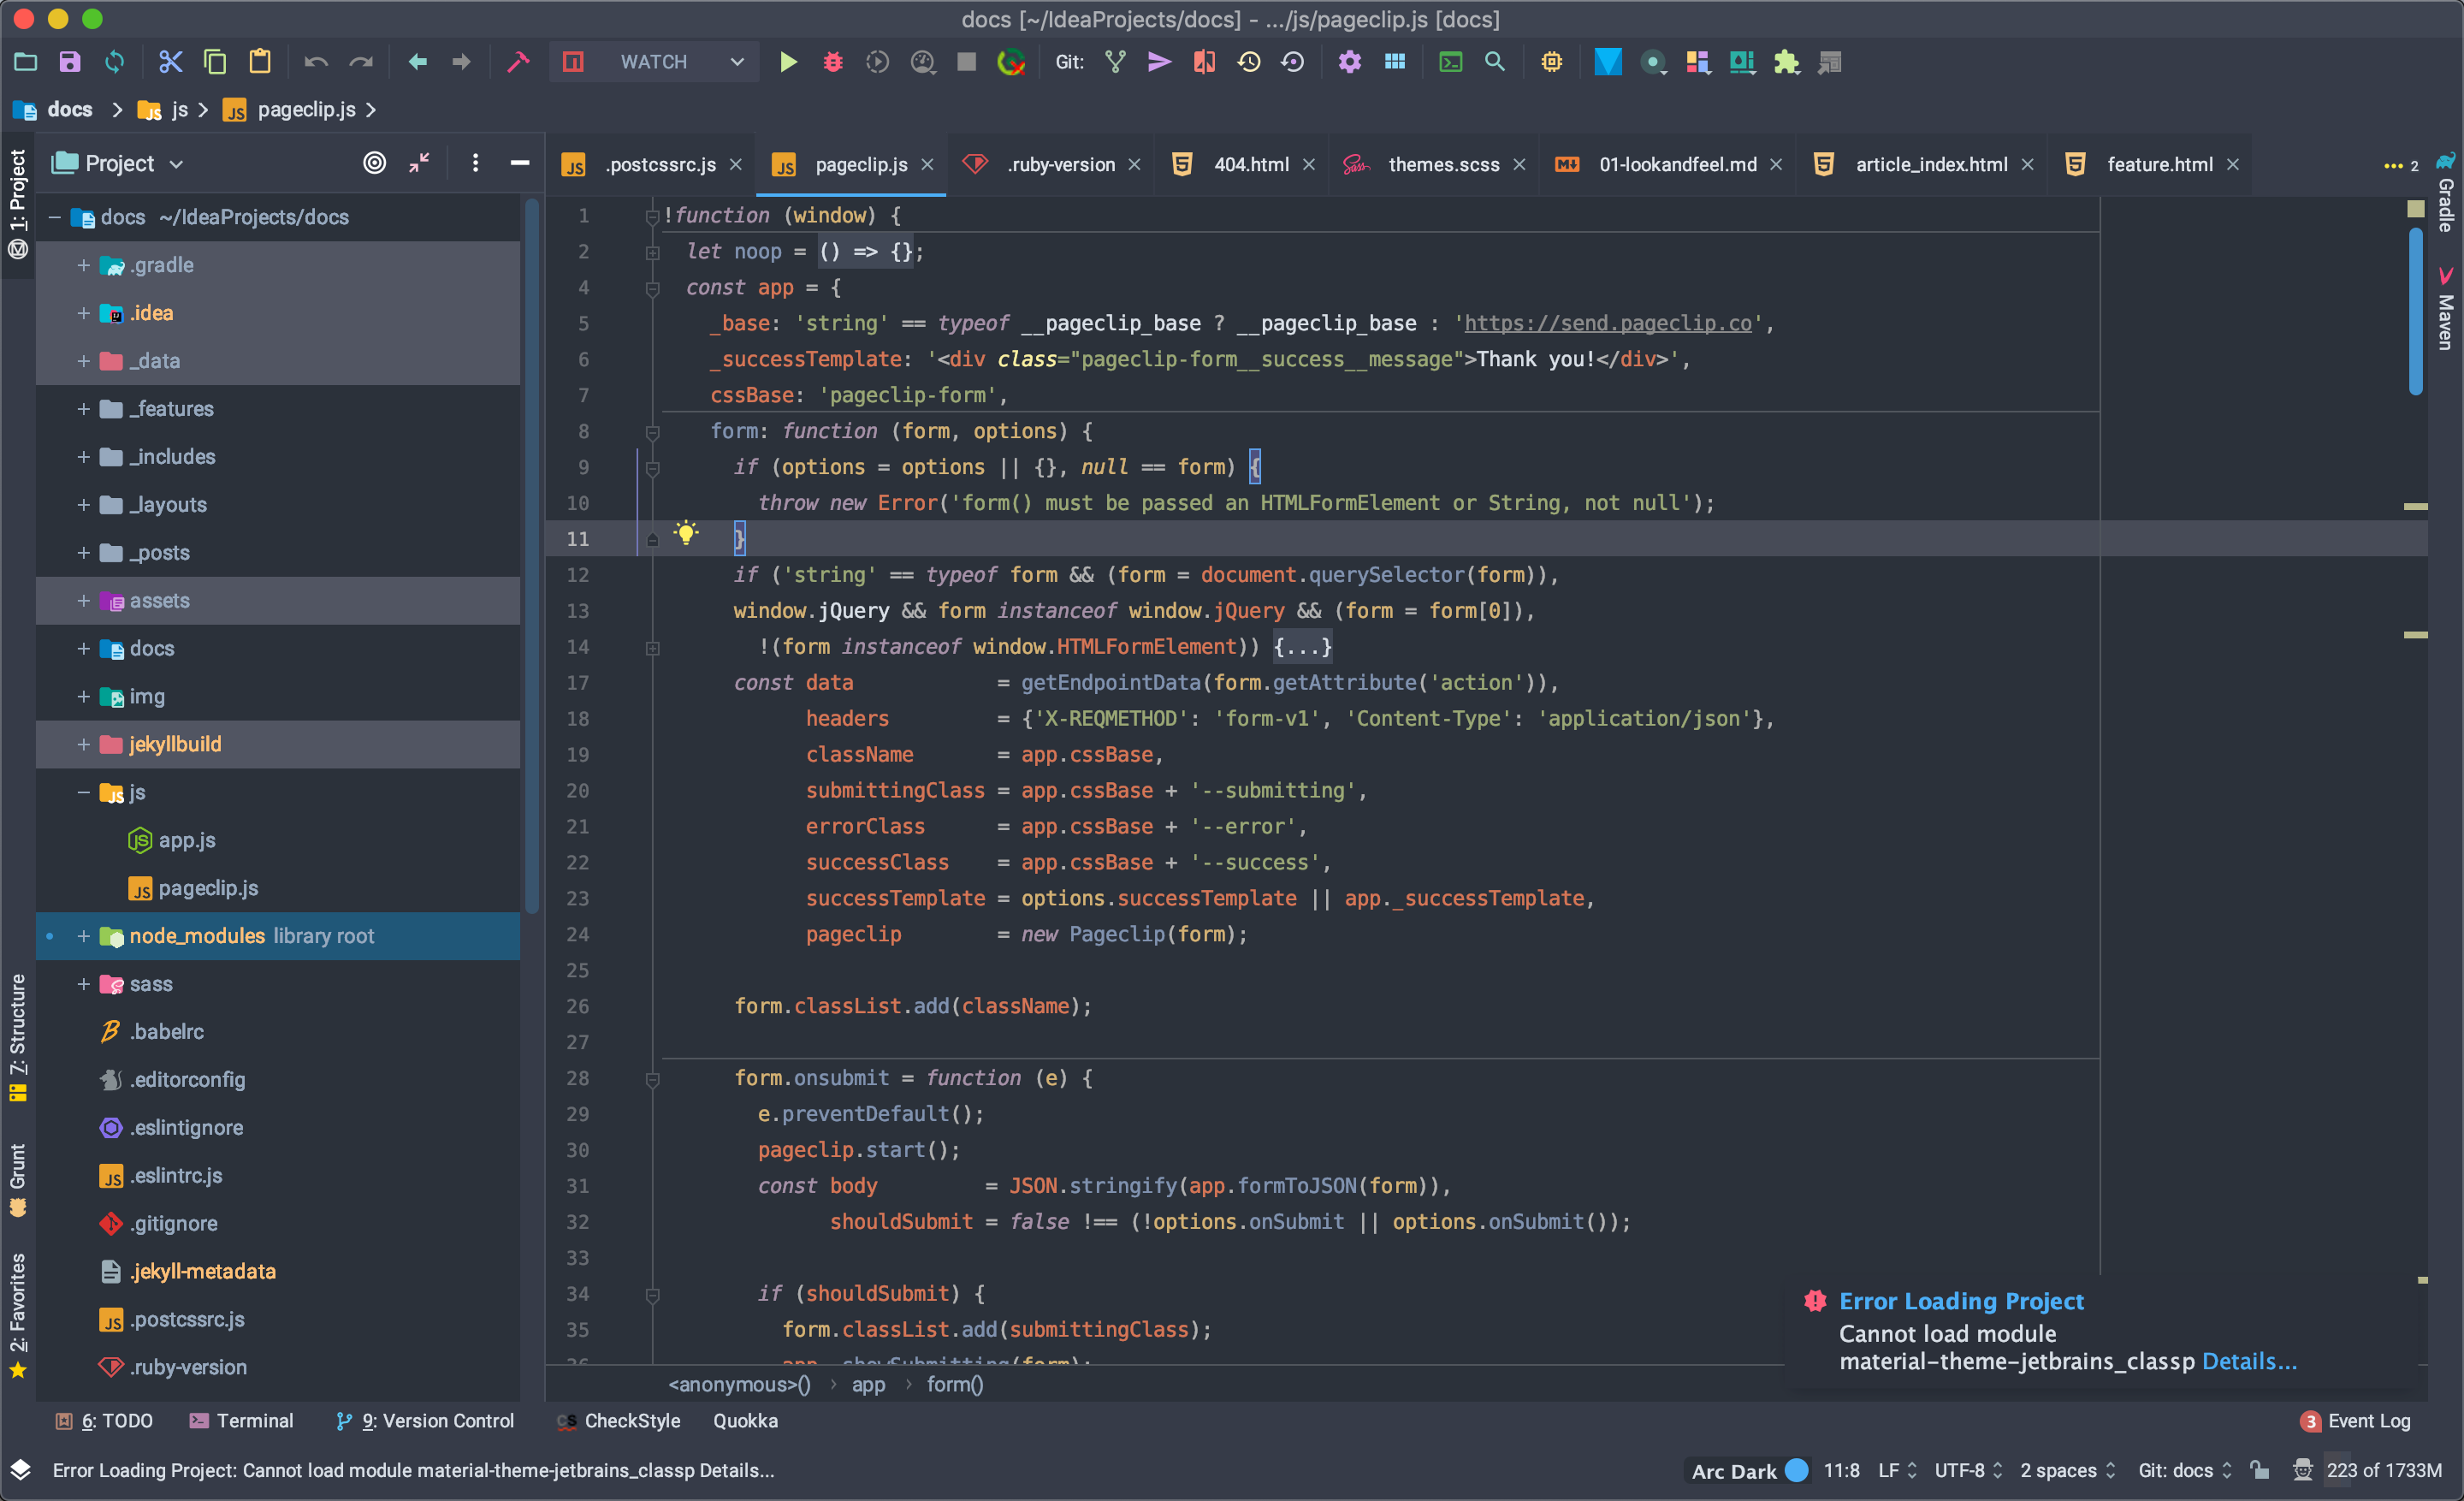 docs [~/IdeaProjects/docs] - .../js/pageclip.js [docs]
WATCH
Git:
docs
js
pageclip.js
1: Project
7: Structure
Grunt
2: Favorites
Project
docs ~/IdeaProjects/docs
.gradle
.idea
_data
_features
_includes
_layouts
_posts
assets
docs
img
jekyllbuild
js
app.js
pageclip.js
node_modules library root
sass
.babelrc
.editorconfig
.eslintignore
.eslintrc.js
.gitignore
.jekyll-metadata
.postcssrc.js
.ruby-version
.postcssrc.js
pageclip.js
.ruby-version
404.html
themes.scss
01-lookandfeel.md
article_index.html
feature.html
2
1 !function (window) {
2 let noop = () => {};
4 const app = {
5 _base: 'string' == typeof __pageclip_base ? __pageclip_base : 'https://send.pageclip.co',
6 _successTemplate: '<div class="pageclip-form__success__message">Thank you!</div>',
7 cssBase: 'pageclip-form',
8 form: function (form, options) {
9 if (options = options || {}, null == form) {
10 throw new Error('form() must be passed an HTMLFormElement or String, not null');
11 }
12 if ('string' == typeof form && (form = document.querySelector(form)),
13 window.jQuery && form instanceof window.jQuery && (form = form[0]),
14 !(form instanceof window.HTMLFormElement)) {...}
17 const data = getEndpointData(form.getAttribute('action')),
18 headers = {'X-REQMETHOD': 'form-v1', 'Content-Type': 'application/json'},
19 className = app.cssBase,
20 submittingClass = app.cssBase + '--submitting',
21 errorClass = app.cssBase + '--error',
22 successClass = app.cssBase + '--success',
23 successTemplate = options.successTemplate || app._successTemplate,
24 pageclip = new Pageclip(form);
25
26 form.classList.add(className);
27
28 form.onsubmit = function (e) {
29 e.preventDefault();
30 pageclip.start();
31 const body = JSON.stringify(app.formToJSON(form)),
32 shouldSubmit = false !== (!options.onSubmit || options.onSubmit());
33
34 if (shouldSubmit) {
35 form.classList.add(submittingClass);
<anonymous>() app form()
Gradle
Maven
Error Loading Project
Cannot load module
material-theme-jetbrains_classp Details...
6: TODO
Terminal
9: Version Control
CheckStyle
Quokka
3 Event Log
Error Loading Project: Cannot load module material-theme-jetbrains_classp Details...
Arc Dark
11:8
LF
UTF-8
2 spaces
Git: docs
223 of 1733M